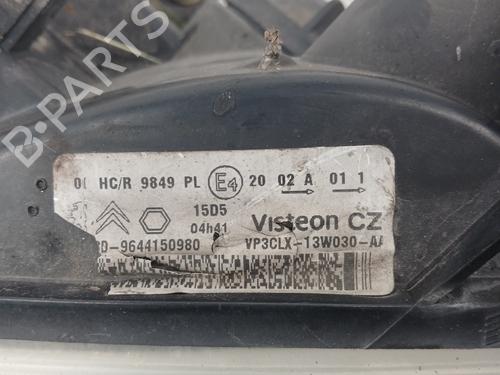 B-PARTS
HC/R 9849 PL E4 20 02 A 01 1
15D5
04h41
Visteon CZ
D-9644150980 VP3CLX-13W030-A